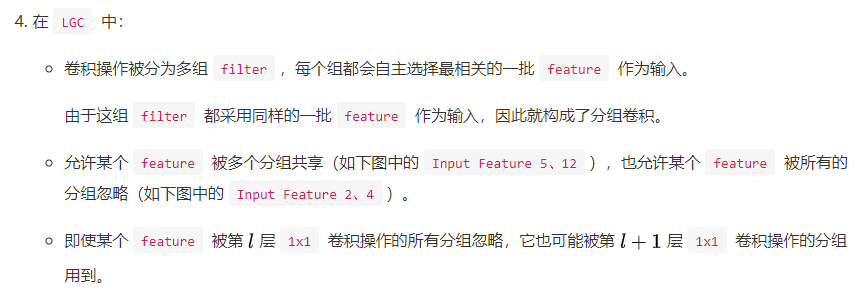 4. 在 LGC 中：
卷积操作被分为多组 filter ，每个组都会自主选择最相关的一批 feature 作为输入。
由于这组 filter 都采用同样的一批 feature 作为输入，因此就构成了分组卷积。
允许某个 feature 被多个分组共享（如下图中的 Input Feature 5、12 ），也允许某个 feature 被所有的
分组忽略（如下图中的 Input Feature 2、4 ）。
即使某个 feature 被第 l 层 1x1 卷积操作的所有分组忽略，它也可能被第 l + 1 层 1x1 卷积操作的分组
用到。